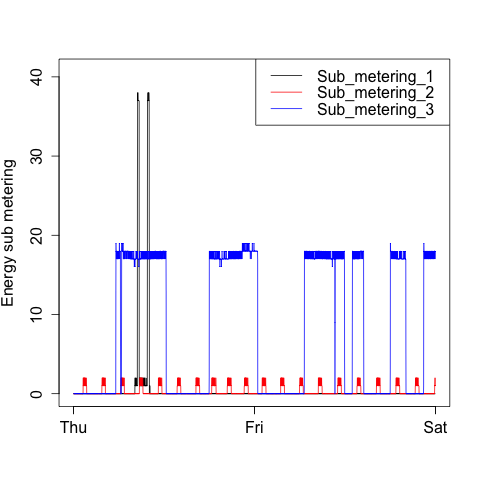 Sub_metering_1
Sub_metering_2
Sub_metering_3
Energy sub metering
40
30
20
10
0
Thu Fri Sat